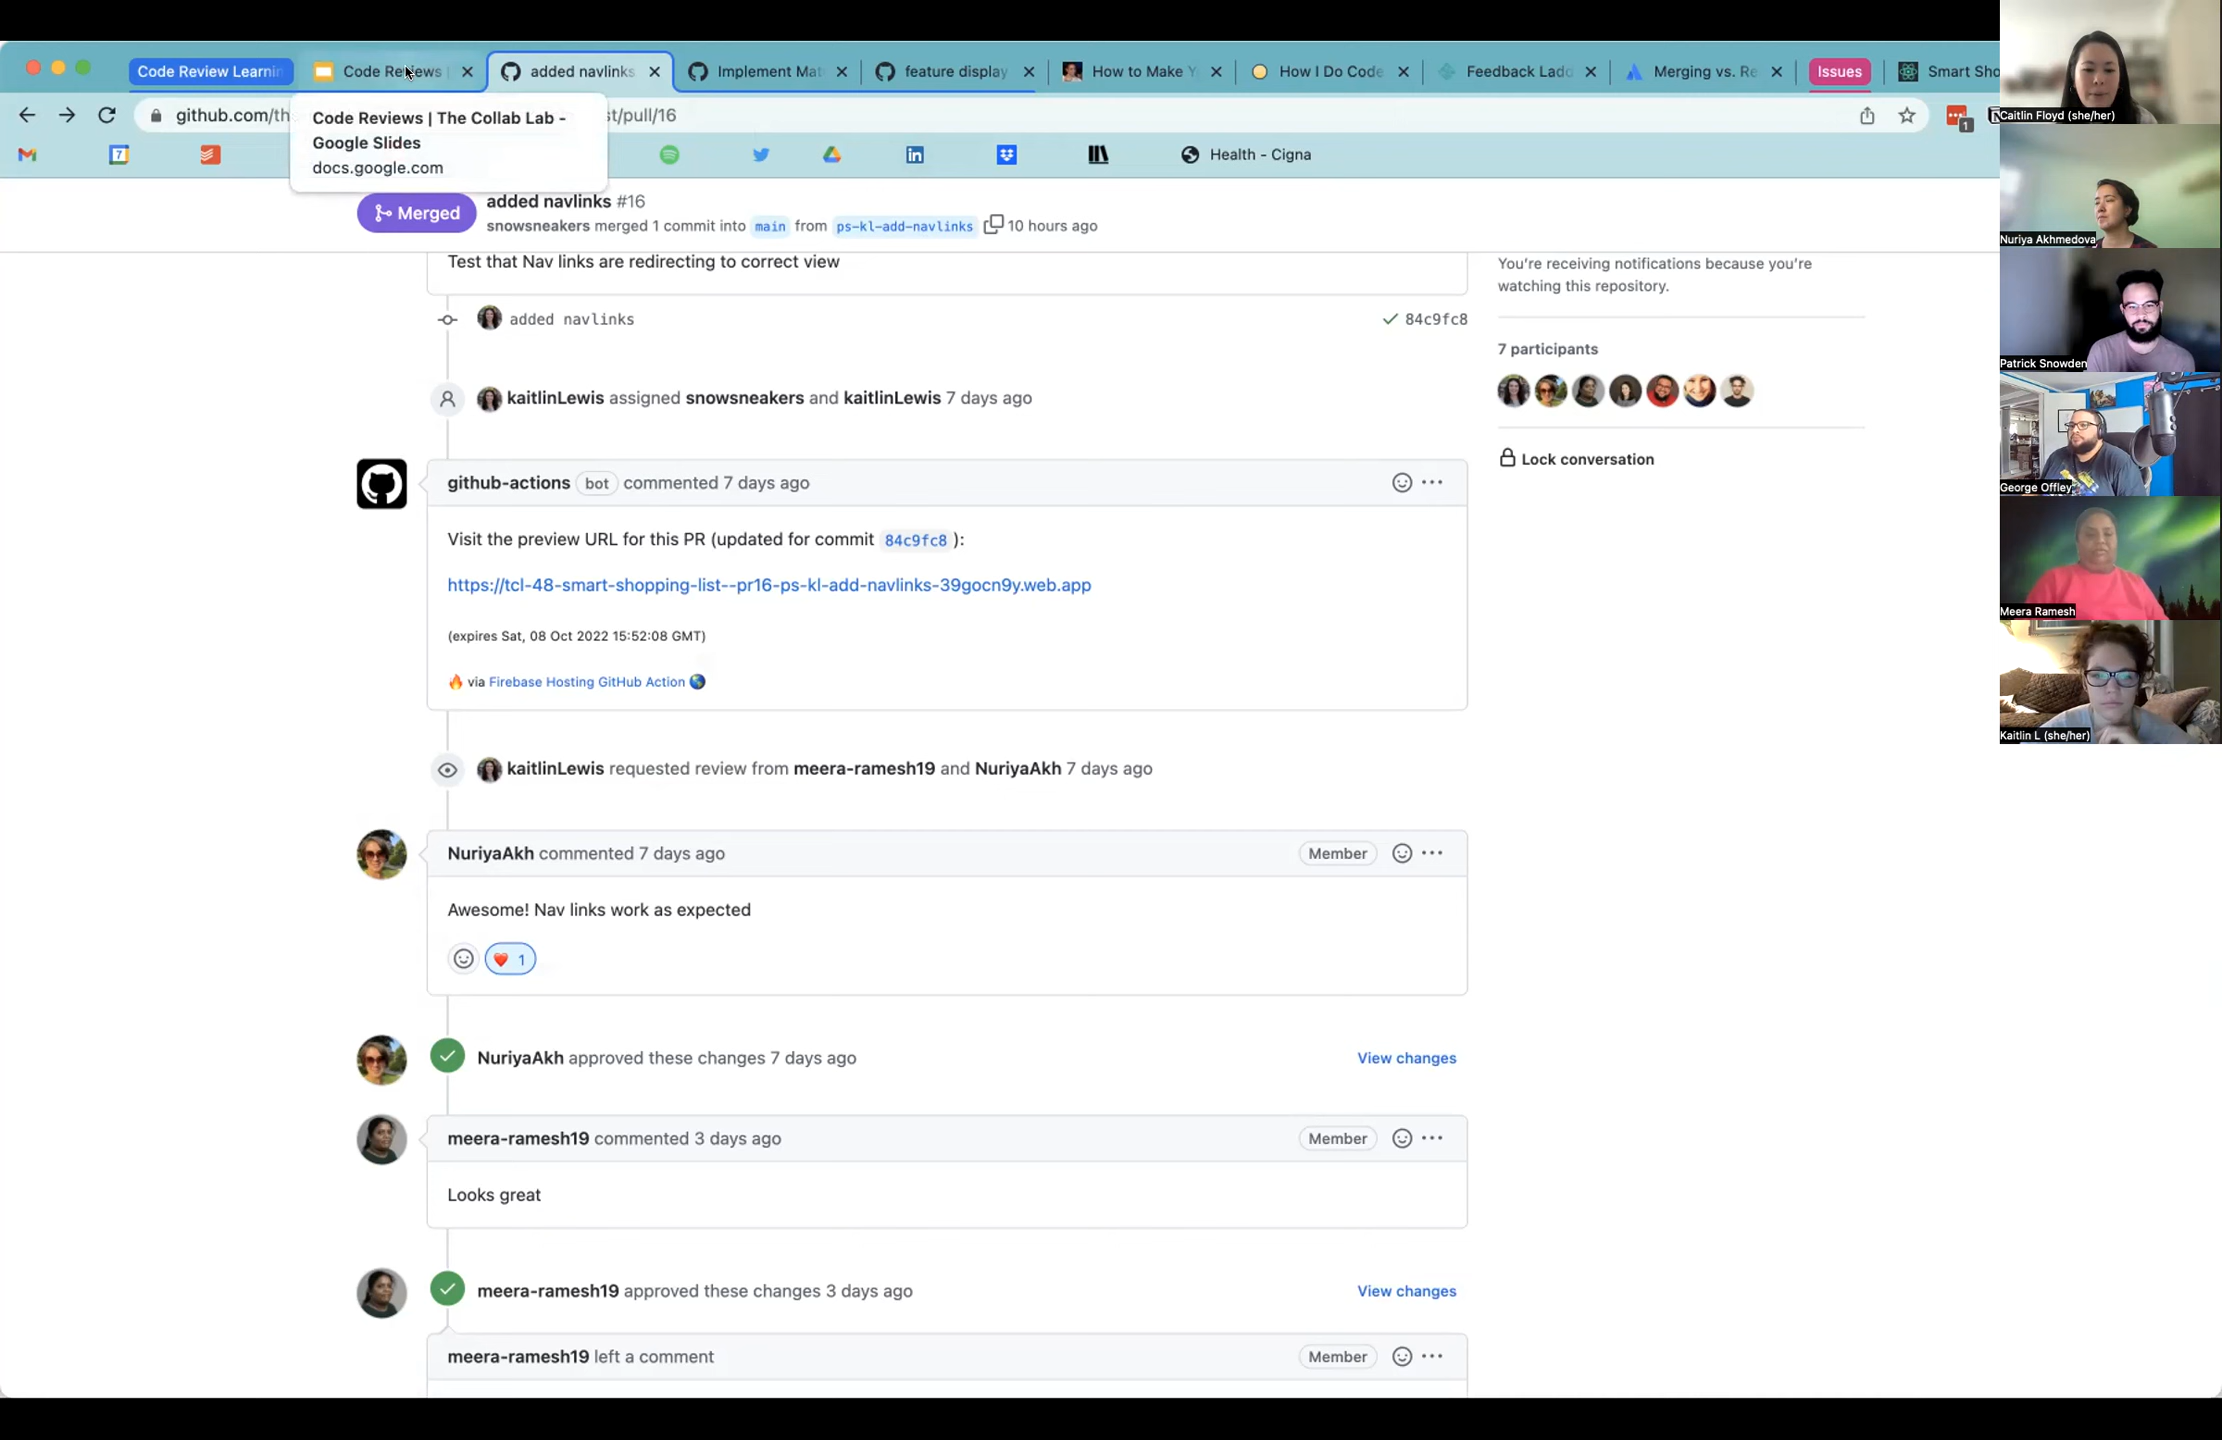 Code Review Learnin
Code Reviews |
added navlinks
Implement Mat
feature display
How to Make Y
How I Do Code
Feedback Lado
Merging vs. Re
Issues
Smart Sho
github.com/th
st/pull/16
Code Reviews | The Collab Lab -
Google Slides
docs.google.com
7
Health - Cigna
1
Merged
added navlinks #16
snowsneakers merged 1 commit into main from ps-kl-add-navlinks 10 hours ago
Test that Nav links are redirecting to correct view
added navlinks
84c9fc8
kaitlinLewis assigned snowsneakers and kaitlinLewis 7 days ago
github-actions bot commented 7 days ago
Visit the preview URL for this PR (updated for commit 84c9fc8 ):
https://tcl-48-smart-shopping-list--pr16-ps-kl-add-navlinks-39gocn9y.web.app
(expires Sat, 08 Oct 2022 15:52:08 GMT)
🔥 via Firebase Hosting GitHub Action 🌎
kaitlinLewis requested review from meera-ramesh19 and NuriyaAkh 7 days ago
NuriyaAkh commented 7 days ago
Member
Awesome! Nav links work as expected
❤️ 1
NuriyaAkh approved these changes 7 days ago
View changes
meera-ramesh19 commented 3 days ago
Member
Looks great
meera-ramesh19 approved these changes 3 days ago
View changes
meera-ramesh19 left a comment
Member
You're receiving notifications because you're
watching this repository.
7 participants
Lock conversation
Caitlin Floyd (she/her)
Nuriya Akhmedova
Patrick Snowden
George Offley
Meera Ramesh
Kaitlin L (she/her)